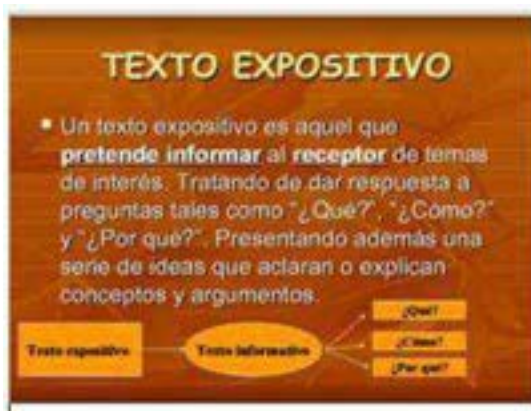 TEXTO EXPOSITIVO
Un texto expositivo es aquel que
pretende informar al receptor de temas
de interés. Tratando de dar respuesta a
preguntas tales como "¿Qué?", "¿Cómo?"
y "¿Por qué?". Presentando además una
serie de ideas que aclaran o explican
conceptos y argumentos.
¿Qué?
Texto expositivo
Texto informativo
¿Cómo?
¿Por qué?